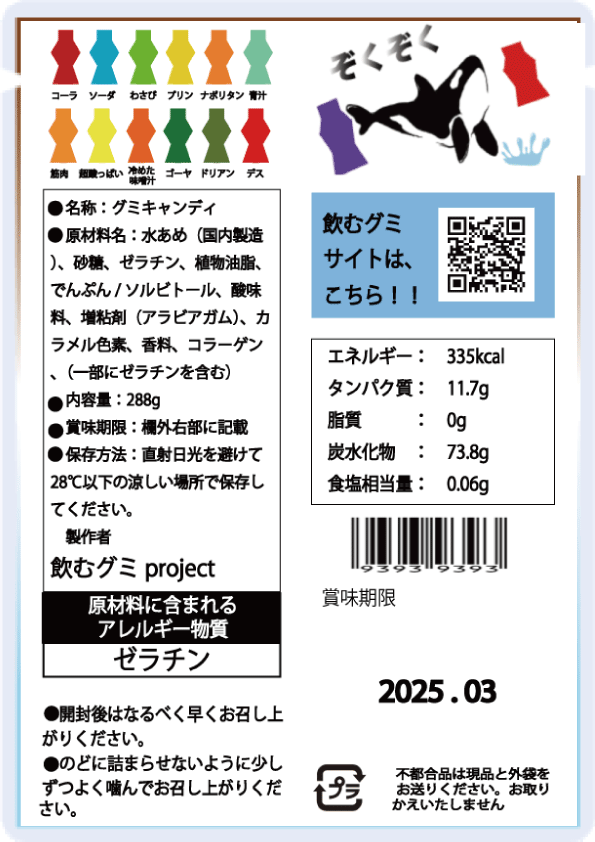 コーラ ソーダ わさび プリン ナポリタン 青汁
筋肉 超酸っぱい 冷めた味噌汁 ゴーヤ ドリアン デス
ぞくぞく
●名称：グミキャンディ
●原材料名：水あめ（国内製造
）、砂糖、ゼラチン、植物油脂、
でんぷん / ソルビトール、酸味
料、増粘剤（アラビアガム）、カ
ラメル色素、香料、コラーゲン
、（一部にゼラチンを含む）
●内容量：288g
●賞味期限：欄外右部に記載
●保存方法：直射日光を避けて
28℃以下の涼しい場所で保存し
てください。
製作者
飲むグミ project
原材料に含まれる
アレルギー物質
ゼラチン
●開封後はなるべく早くお召し上
がりください。
●のどに詰まらせないように少し
ずつよく噛んでお召し上がりくだ
さい。
飲むグミ
サイトは、
こちら！！
エネルギー： 335kcal
タンパク質： 11.7g
脂質 ： 0g
炭水化物 ： 73.8g
食塩相当量： 0.06g
9393 9393
賞味期限
2025 . 03
プラ
不都合品は現品と外袋を
お送りください。お取り
かえいたしません